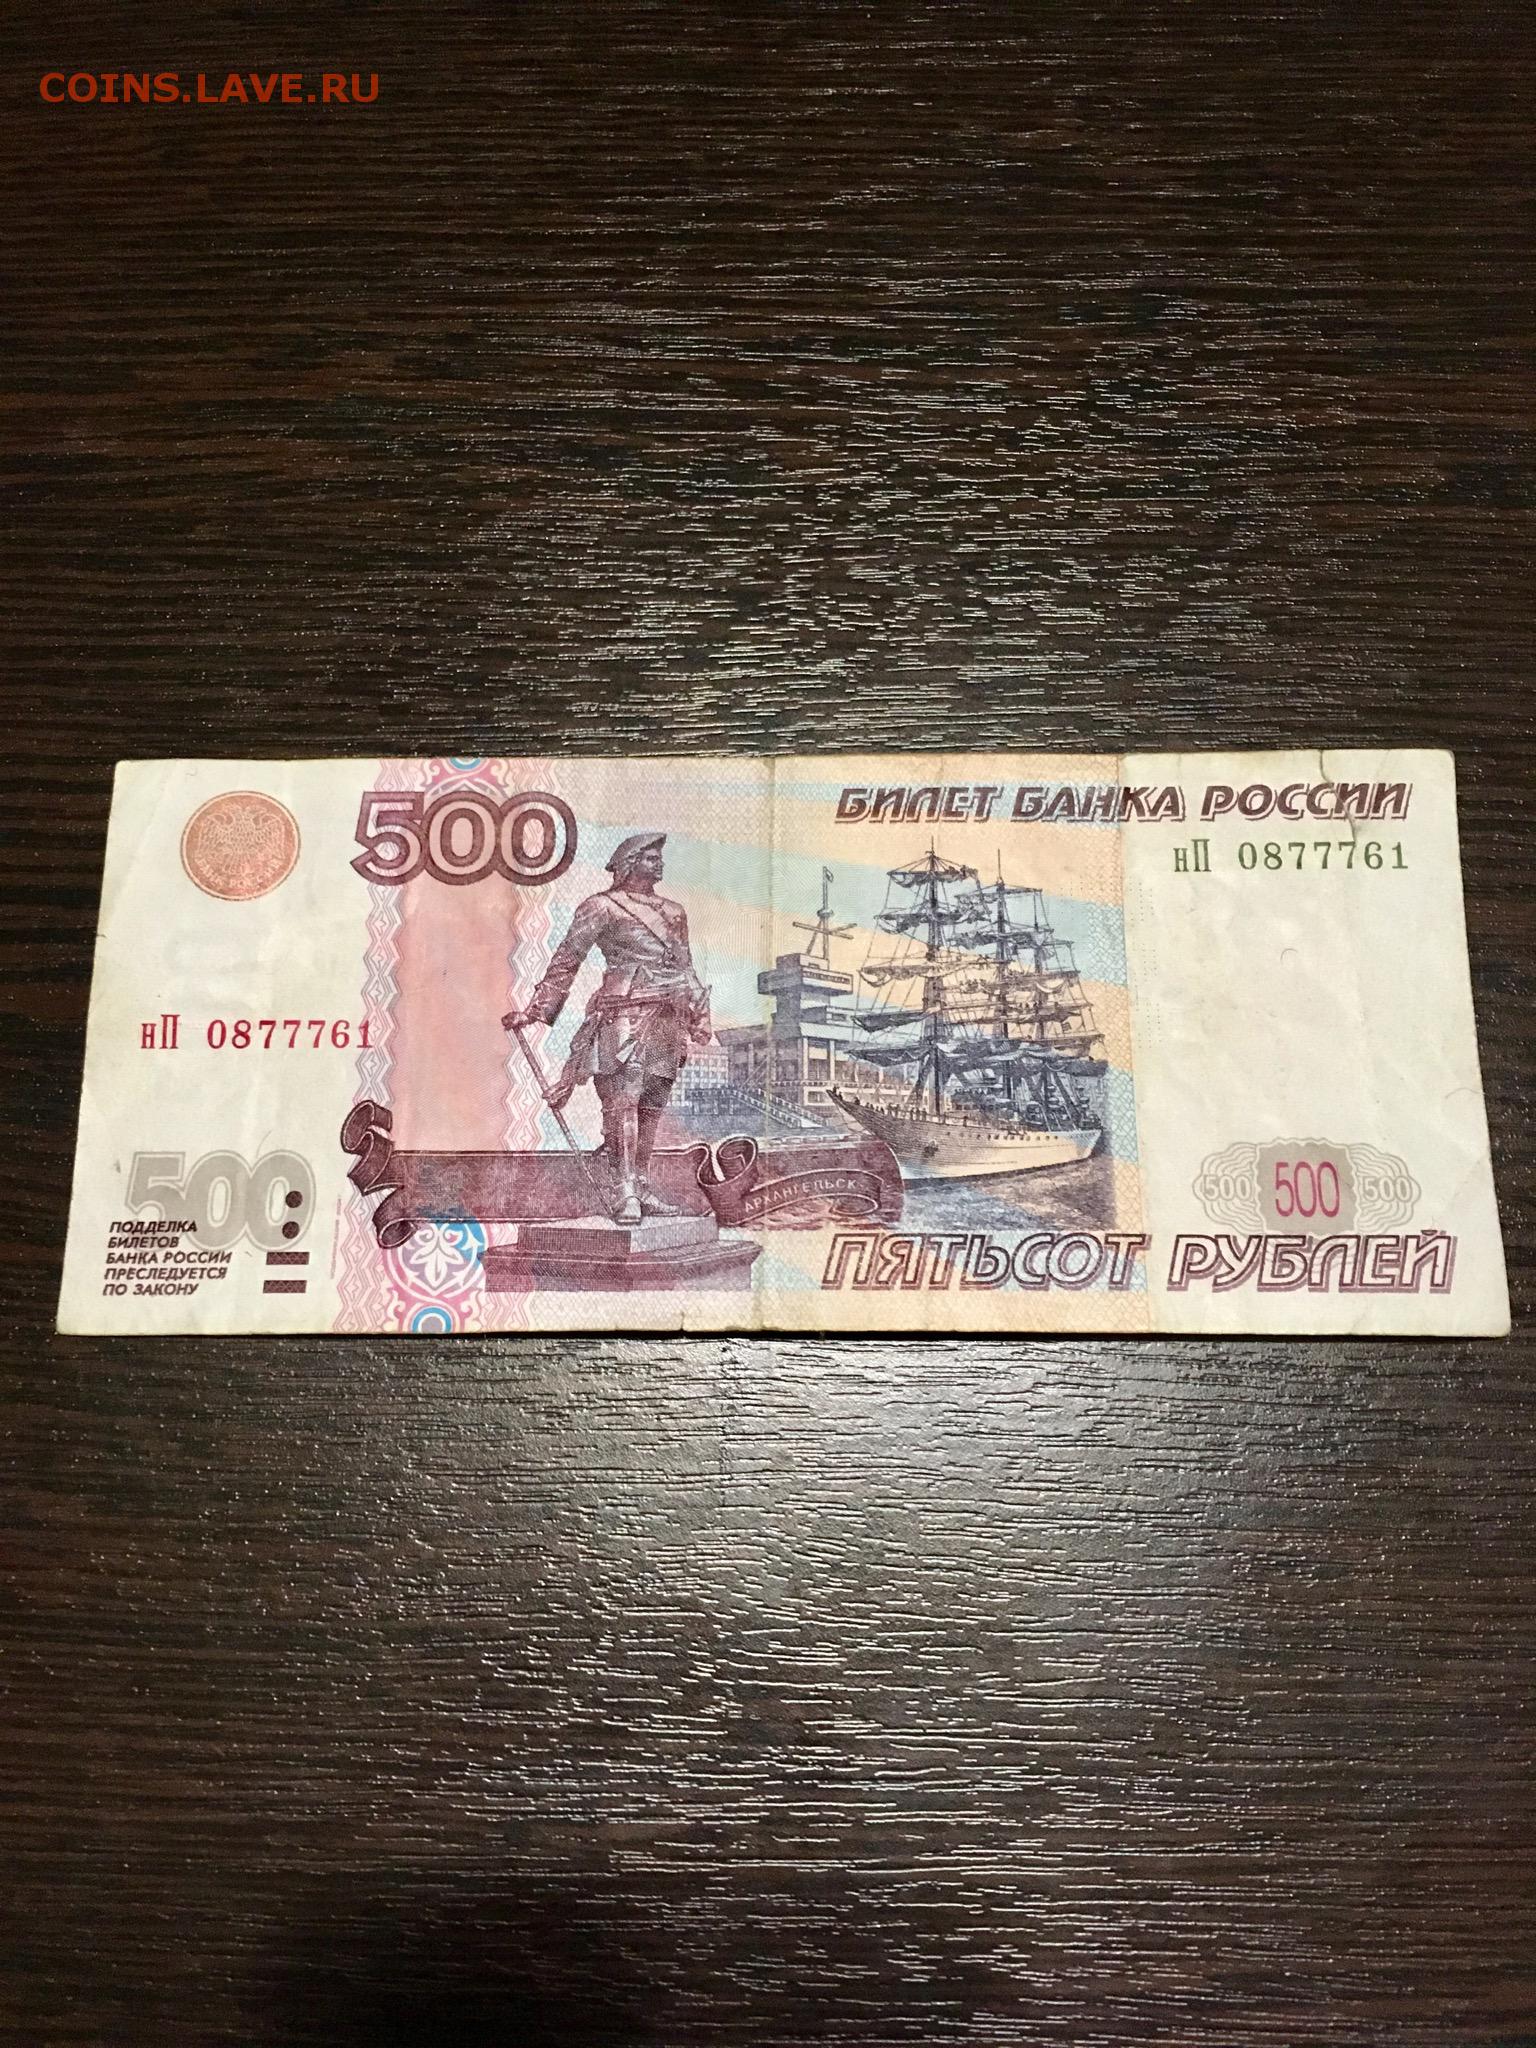 COINS.LAVE.RU
500
БИЛЕТ БАНКА РОССИИ
нП 0877761
нП 0877761
АРХАНГЕЛЬСК
500
500 500 500
ПОДДЕЛКА
БИЛЕТОВ
БАНКА РОССИИ
ПРЕСЛЕДУЕТСЯ
ПО ЗАКОНУ
ПЯТЬСОТ РУБЛЕЙ